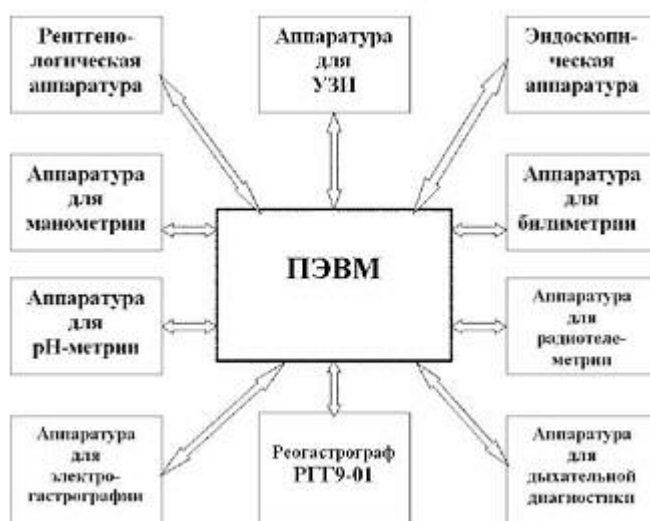 Рентгено-
логическая
аппаратура
Аппаратура
для
УЗИ
Эндоскопи-
ческая
аппаратура
Аппаратура
для
манометрии
Аппаратура
для
билиметрии
ПЭВМ
Аппаратура
для
рН-метрии
Аппаратура
для
радиотеле-
метрии
Аппаратура
для
электро-
гастрографии
Реогастрограф
РГГ9-01
Аппаратура
для
дыхательной
диагностики